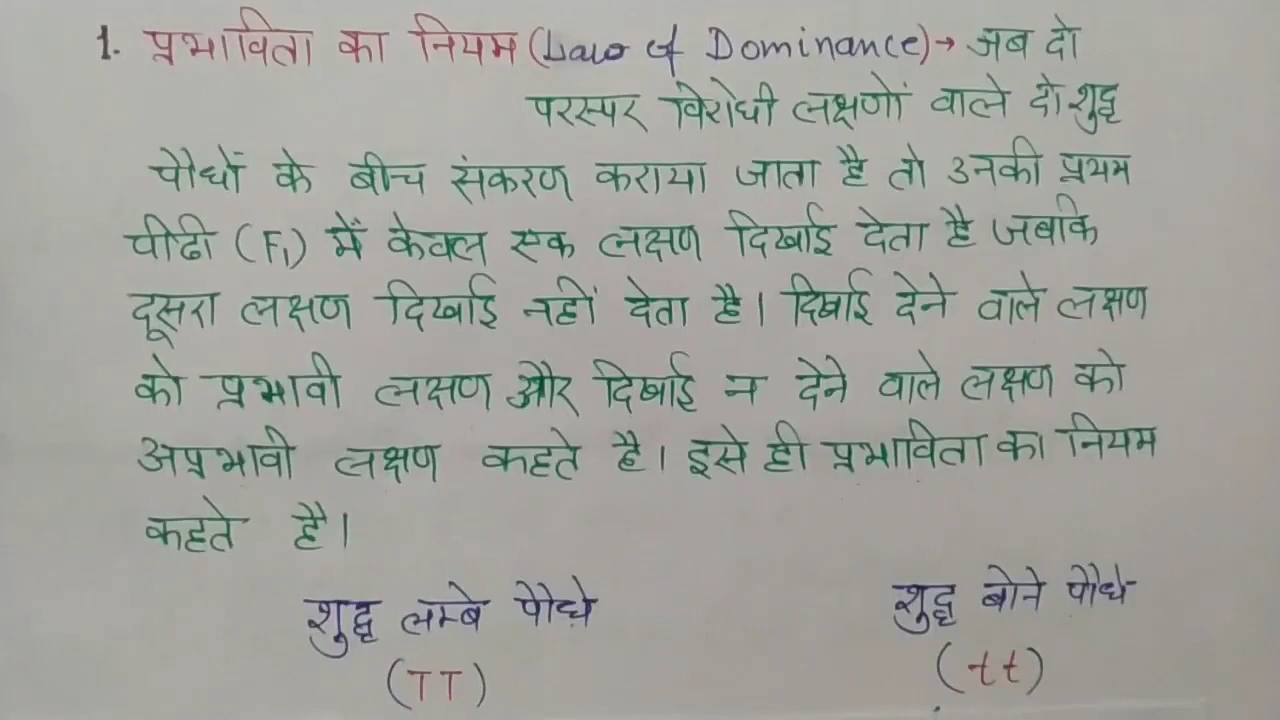 1. प्रभाविता का नियम (Law of Dominance)→ जब दो
परस्पर विरोधी लक्षणों वाले दो शुद्ध
पौधों के बीच संकरण कराया जाता है तो उनकी प्रथम
पीढी (F₁) में केवल एक लक्षण दिखाई देता है जबकि
दूसरा लक्षण दिखाई नहीं देता है। दिखाई देने वाले लक्षण
को प्रभावी लक्षण और दिखाई न देने वाले लक्षण को
अप्रभावी लक्षण कहते है। इसे ही प्रभाविता का नियम
कहते है।
शुद्ध लम्बे पौधे शुद्ध बोने पौधे
(TT) (tt)